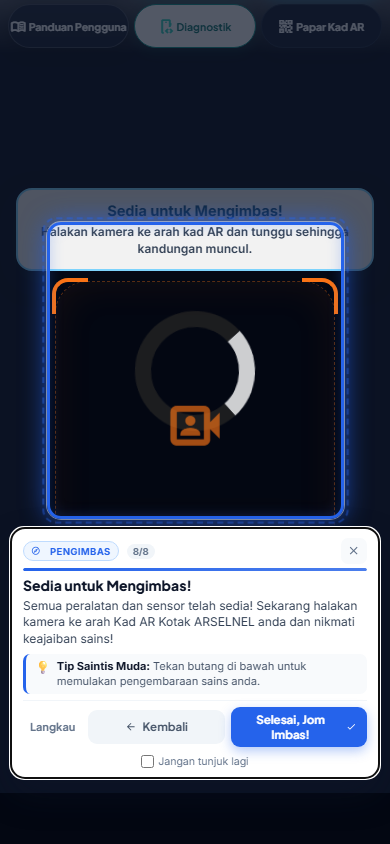 Panduan Pengguna
Diagnostik
Papar Kad AR
Sedia untuk Mengimbas!
Halakan kamera ke arah kad AR dan tunggu sehingga
kandungan muncul.
PENGIMBAS
8/8
Sedia untuk Mengimbas!
Semua peralatan dan sensor telah sedia! Sekarang halakan
kamera ke arah Kad AR Kotak ARSELNEL anda dan nikmati
keajaiban sains!
Tip Saintis Muda: Tekan butang di bawah untuk
memulakan pengembaraan sains anda.
Langkau
Kembali
Selesai, Jom
Imbas!
Jangan tunjuk lagi